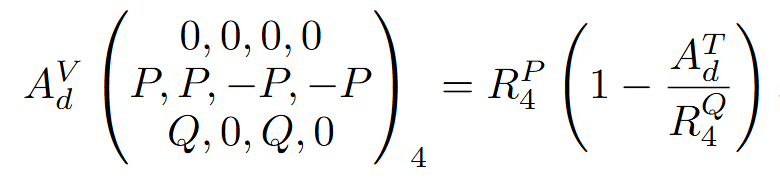 A_d^V \begin{pmatrix} 0, 0, 0, 0 \\ P, P, -P, -P \\ Q, 0, Q, 0 \end{pmatrix}_4 = R_4^P \left( 1 - \frac{A_d^T}{R_4^Q} \right)